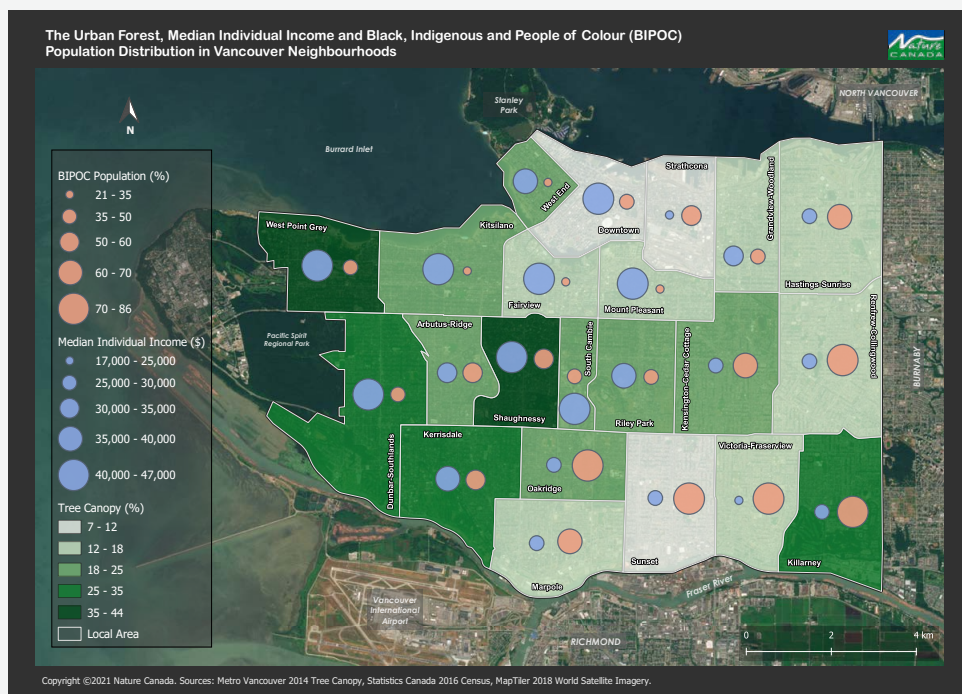 The Urban Forest, Median Individual Income and Black, Indigenous and People of Colour (BIPOC)
Population Distribution in Vancouver Neighbourhoods
Nature
CANADA
NORTH VANCOUVER
Stanley
Park
N
Burrard Inlet
BIPOC Population (%)
21 - 35
35 - 50
50 - 60
60 - 70
70 - 86
Median Individual Income ($)
17,000 - 25,000
25,000 - 30,000
30,000 - 35,000
35,000 - 40,000
40,000 - 47,000
Tree Canopy (%)
7 - 12
12 - 18
18 - 25
25 - 35
35 - 44
Local Area
West Point Grey
Kitsilano
West End
Downtown
Strathcona
Grandview-Woodland
Hastings-Sunrise
Fairview
Mount Pleasant
Pacific Spirit
Regional Park
Arbutus-Ridge
Shaughnessy
South Cambie
Riley Park
Kensington-Cedar Cottage
Renfrew-Collingwood
BURNABY
Dunbar-Southlands
Kerrisdale
Oakridge
Victoria-Fraserview
Marpole
Sunset
Killarney
Fraser River
Vancouver
International
Airport
RICHMOND
0 2 4 km
Copyright ©2021 Nature Canada. Sources: Metro Vancouver 2014 Tree Canopy, Statistics Canada 2016 Census, MapTiler 2018 World Satellite Imagery.